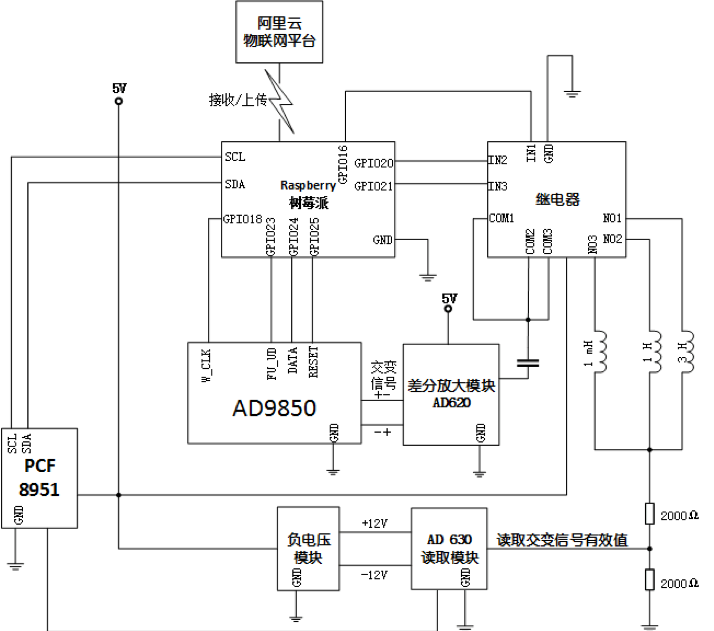 阿里云
物联网平台
5V
接收/上传
SCL
SDA
GPIO18
GPIO23
GPIO24
GPIO25
Raspberry
树莓派
GPIO16
GPIO20
GPIO21
GND
IN1
GND
IN2
IN3
继电器
COM1
COM2
COM3
NO3
NO1
NO2
5V
1 mH
1 H
3 H
W_CLK
FU_UD
DATA
RESET
AD9850
GND
交变
信号
+-
-+
差分放大模块
AD620
GND
SCL
SDA
PCF
8951
GND
负电压
模块
GND
+12V
-12V
AD 630
读取模块
GND
读取交变信号有效值
2000Ω
2000Ω